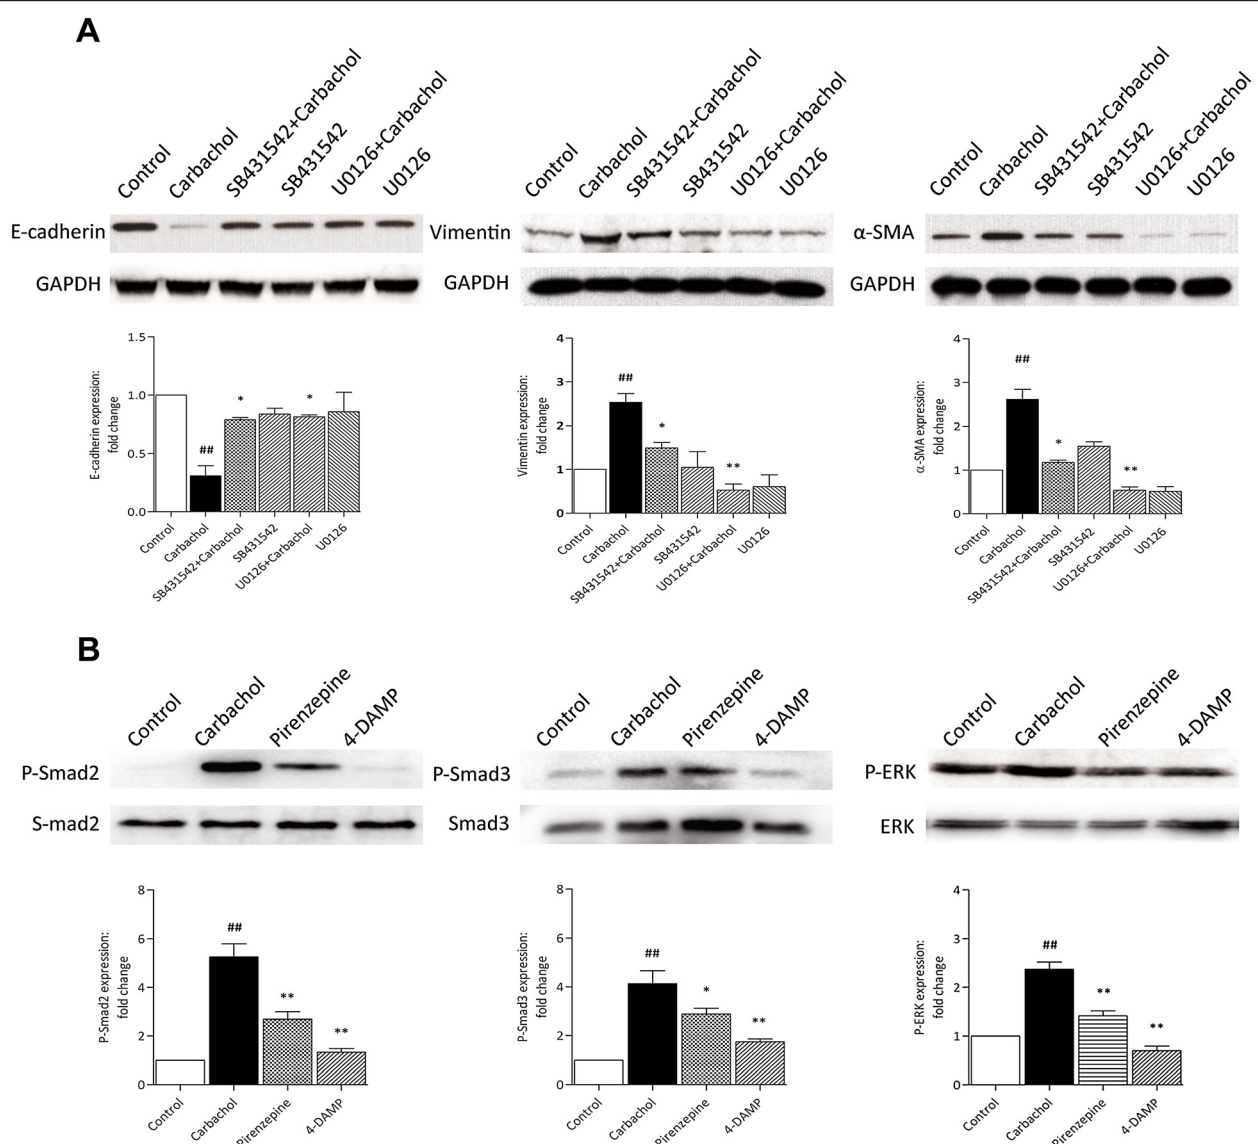 A
Control
Carbachol
SB431542+Carbachol
SB431542
U0126+Carbachol
U0126
Control
Carbachol
SB431542+Carbachol
SB431542
U0126+Carbachol
U0126
Control
Carbachol
SB431542+Carbachol
SB431542
U0126+Carbachol
U0126
E-cadherin
Vimentin
α-SMA
GAPDH
GAPDH
GAPDH
E-cadherin expression:
fold change
1.5
1.0
0.5
0.0
##
*
*
Control
Carbachol
SB431542+Carbachol
SB431542
U0126+Carbachol
U0126
Vimentin expression:
fold change
4
3
2
1
0
##
*
**
Control
Carbachol
SB431542+Carbachol
SB431542
U0126+Carbachol
U0126
α-SMA expression:
fold change
4
3
2
1
0
##
*
**
Control
Carbachol
SB431542+Carbachol
SB431542
U0126+Carbachol
U0126
B
Control
Carbachol
Pirenzepine
4-DAMP
Control
Carbachol
Pirenzepine
4-DAMP
Control
Carbachol
Pirenzepine
4-DAMP
P-Smad2
P-Smad3
P-ERK
S-mad2
Smad3
ERK
P-Smad2 expression:
fold change
8
6
4
2
0
##
**
**
Control
Carbachol
Pirenzepine
4-DAMP
P-Smad3 expression:
fold change
8
6
4
2
0
##
*
**
Control
Carbachol
Pirenzepine
4-DAMP
P-ERK expression:
fold change
4
3
2
1
0
##
**
**
Control
Carbachol
Pirenzepine
4-DAMP